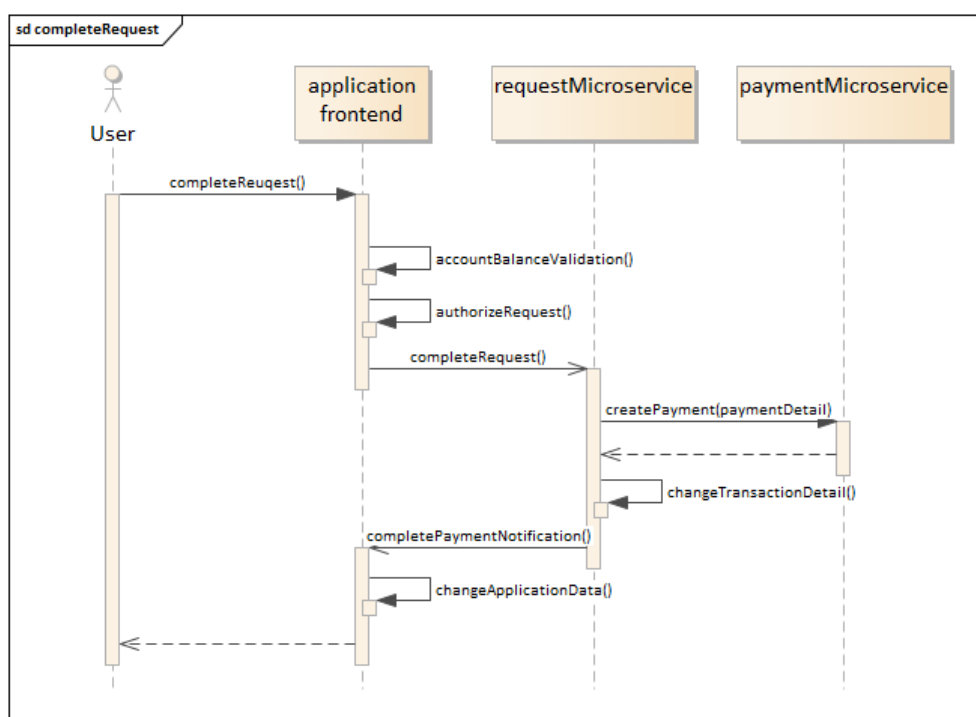 sd completeRequest
User
application
frontend
requestMicroservice
paymentMicroservice
completeReuqest()
accountBalanceValidation()
authorizeRequest()
completeRequest()
createPayment(paymentDetail)
changeTransactionDetail()
completePaymentNotification()
changeApplicationData()